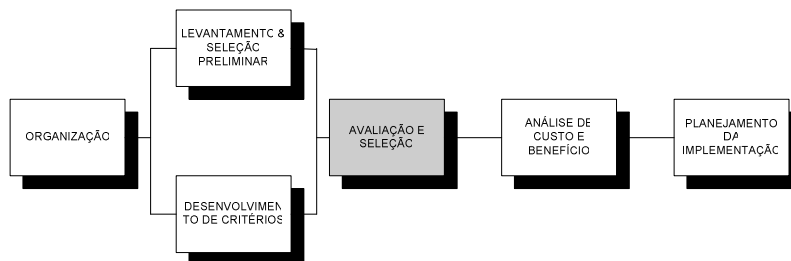 ORGANIZAÇÃO
LEVANTAMENTO &
SELEÇÃO
PRELIMINAR
DESENVOLVIMEN
TO DE CRITÉRIOS
AVALIAÇÃO E
SELEÇÃO
ANÁLISE DE
CUSTO E
BENEFÍCIO
PLANEJAMENTO
DA
IMPLEMENTAÇÃO